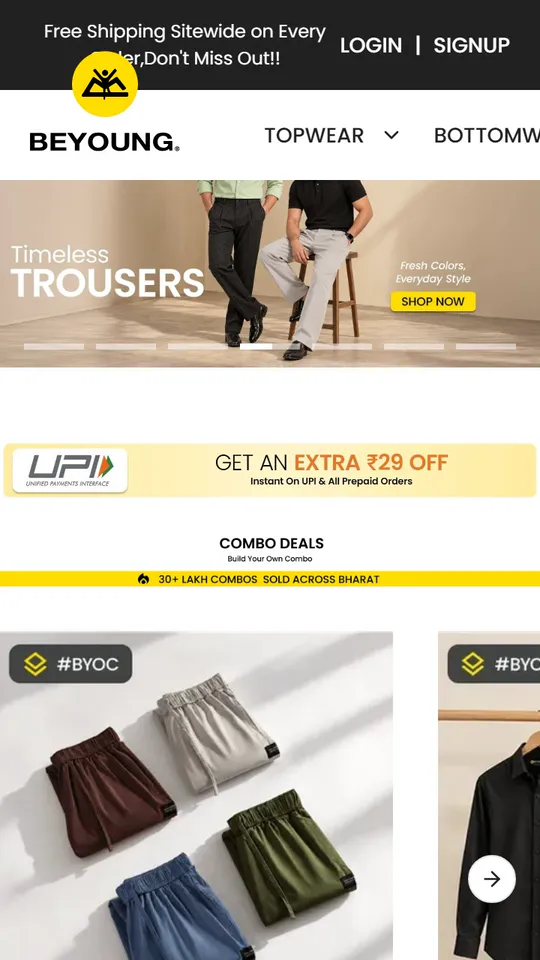 Free Shipping Sitewide on Every
Order,Don't Miss Out!!
LOGIN | SIGNUP
BEYOUNG®
TOPWEAR
BOTTOMW
Timeless
TROUSERS
Fresh Colors,
Everyday Style
SHOP NOW
UPI
UNIFIED PAYMENTS INTERFACE
GET AN EXTRA ₹29 OFF
Instant On UPI & All Prepaid Orders
COMBO DEALS
Build Your Own Combo
30+ LAKH COMBOS SOLD ACROSS BHARAT
#BYOC
#BYO